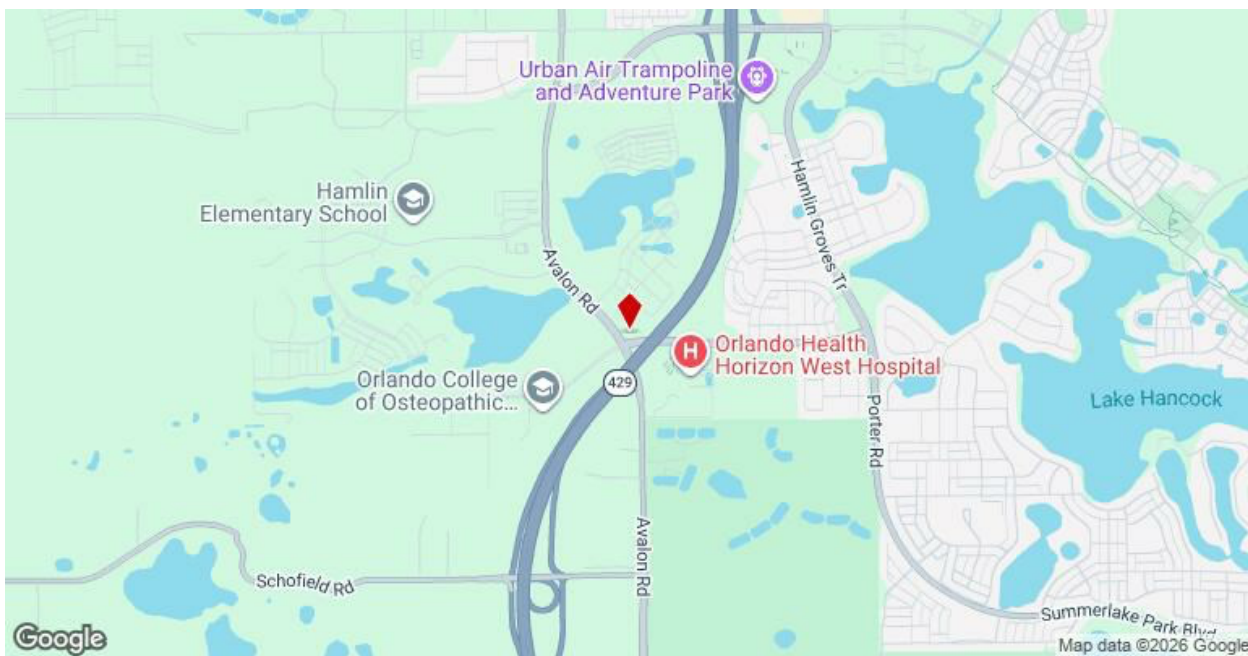 Urban Air Trampoline
and Adventure Park
Hamlin
Elementary School
Hamlin Groves Tr
Avalon Rd
H
Orlando Health
Horizon West Hospital
429
Orlando College
of Osteopathic...
Lake Hancock
Porter Rd
Avalon Rd
Schofield Rd
Summerlake Park Blvd
Google
Map data ©2026 Google